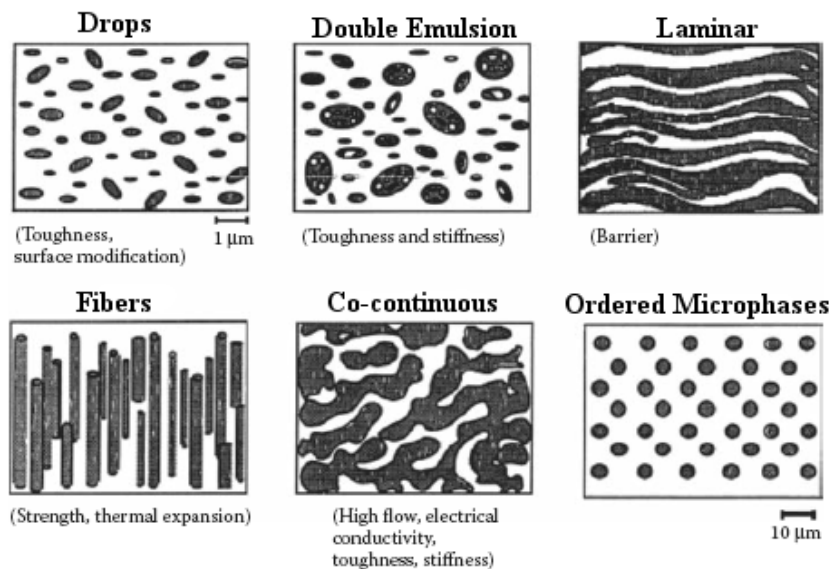 Drops
Double Emulsion
Laminar
(Toughness,
surface modification)
1 μm
(Toughness and stiffness)
(Barrier)
Fibers
Co-continuous
Ordered Microphases
(Strength, thermal expansion)
(High flow, electrical
conductivity,
toughness, stiffness)
10 μm